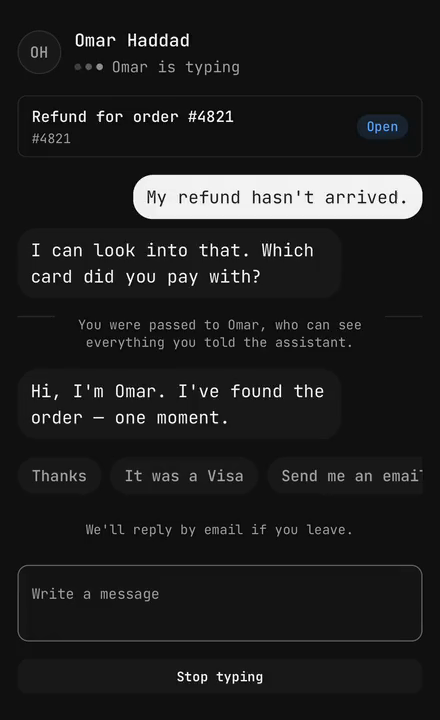 OH
Omar Haddad
Omar is typing
Refund for order #4821
#4821
Open
My refund hasn't arrived.
I can look into that. Which
card did you pay with?
You were passed to Omar, who can see
everything you told the assistant.
Hi, I'm Omar. I've found the
order — one moment.
Thanks
It was a Visa
Send me an email
We'll reply by email if you leave.
Write a message
Stop typing